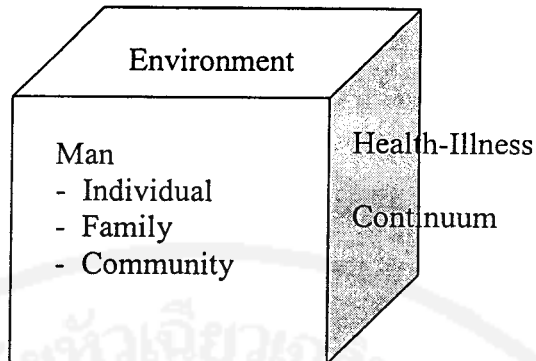 Environment
Man
- Individual
- Family
- Community
Health-Illness
Continuum